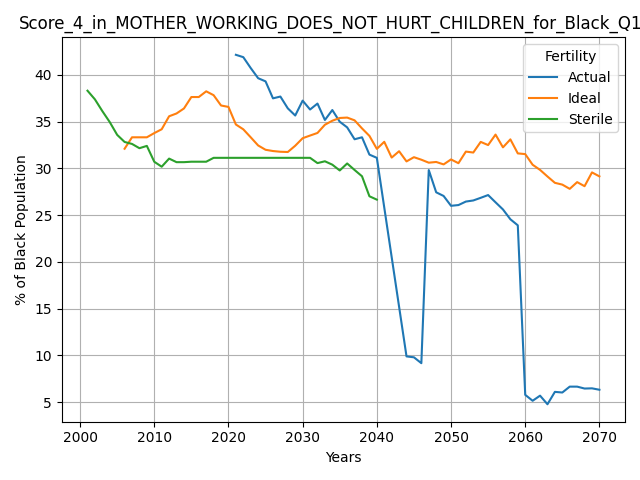 Score_4_in_MOTHER_WORKING_DOES_NOT_HURT_CHILDREN_for_Black_Q1
Fertility
Actual
Ideal
Sterile
% of Black Population
40
35
30
25
20
15
10
5
2000 2010 2020 2030 2040 2050 2060 2070
Years